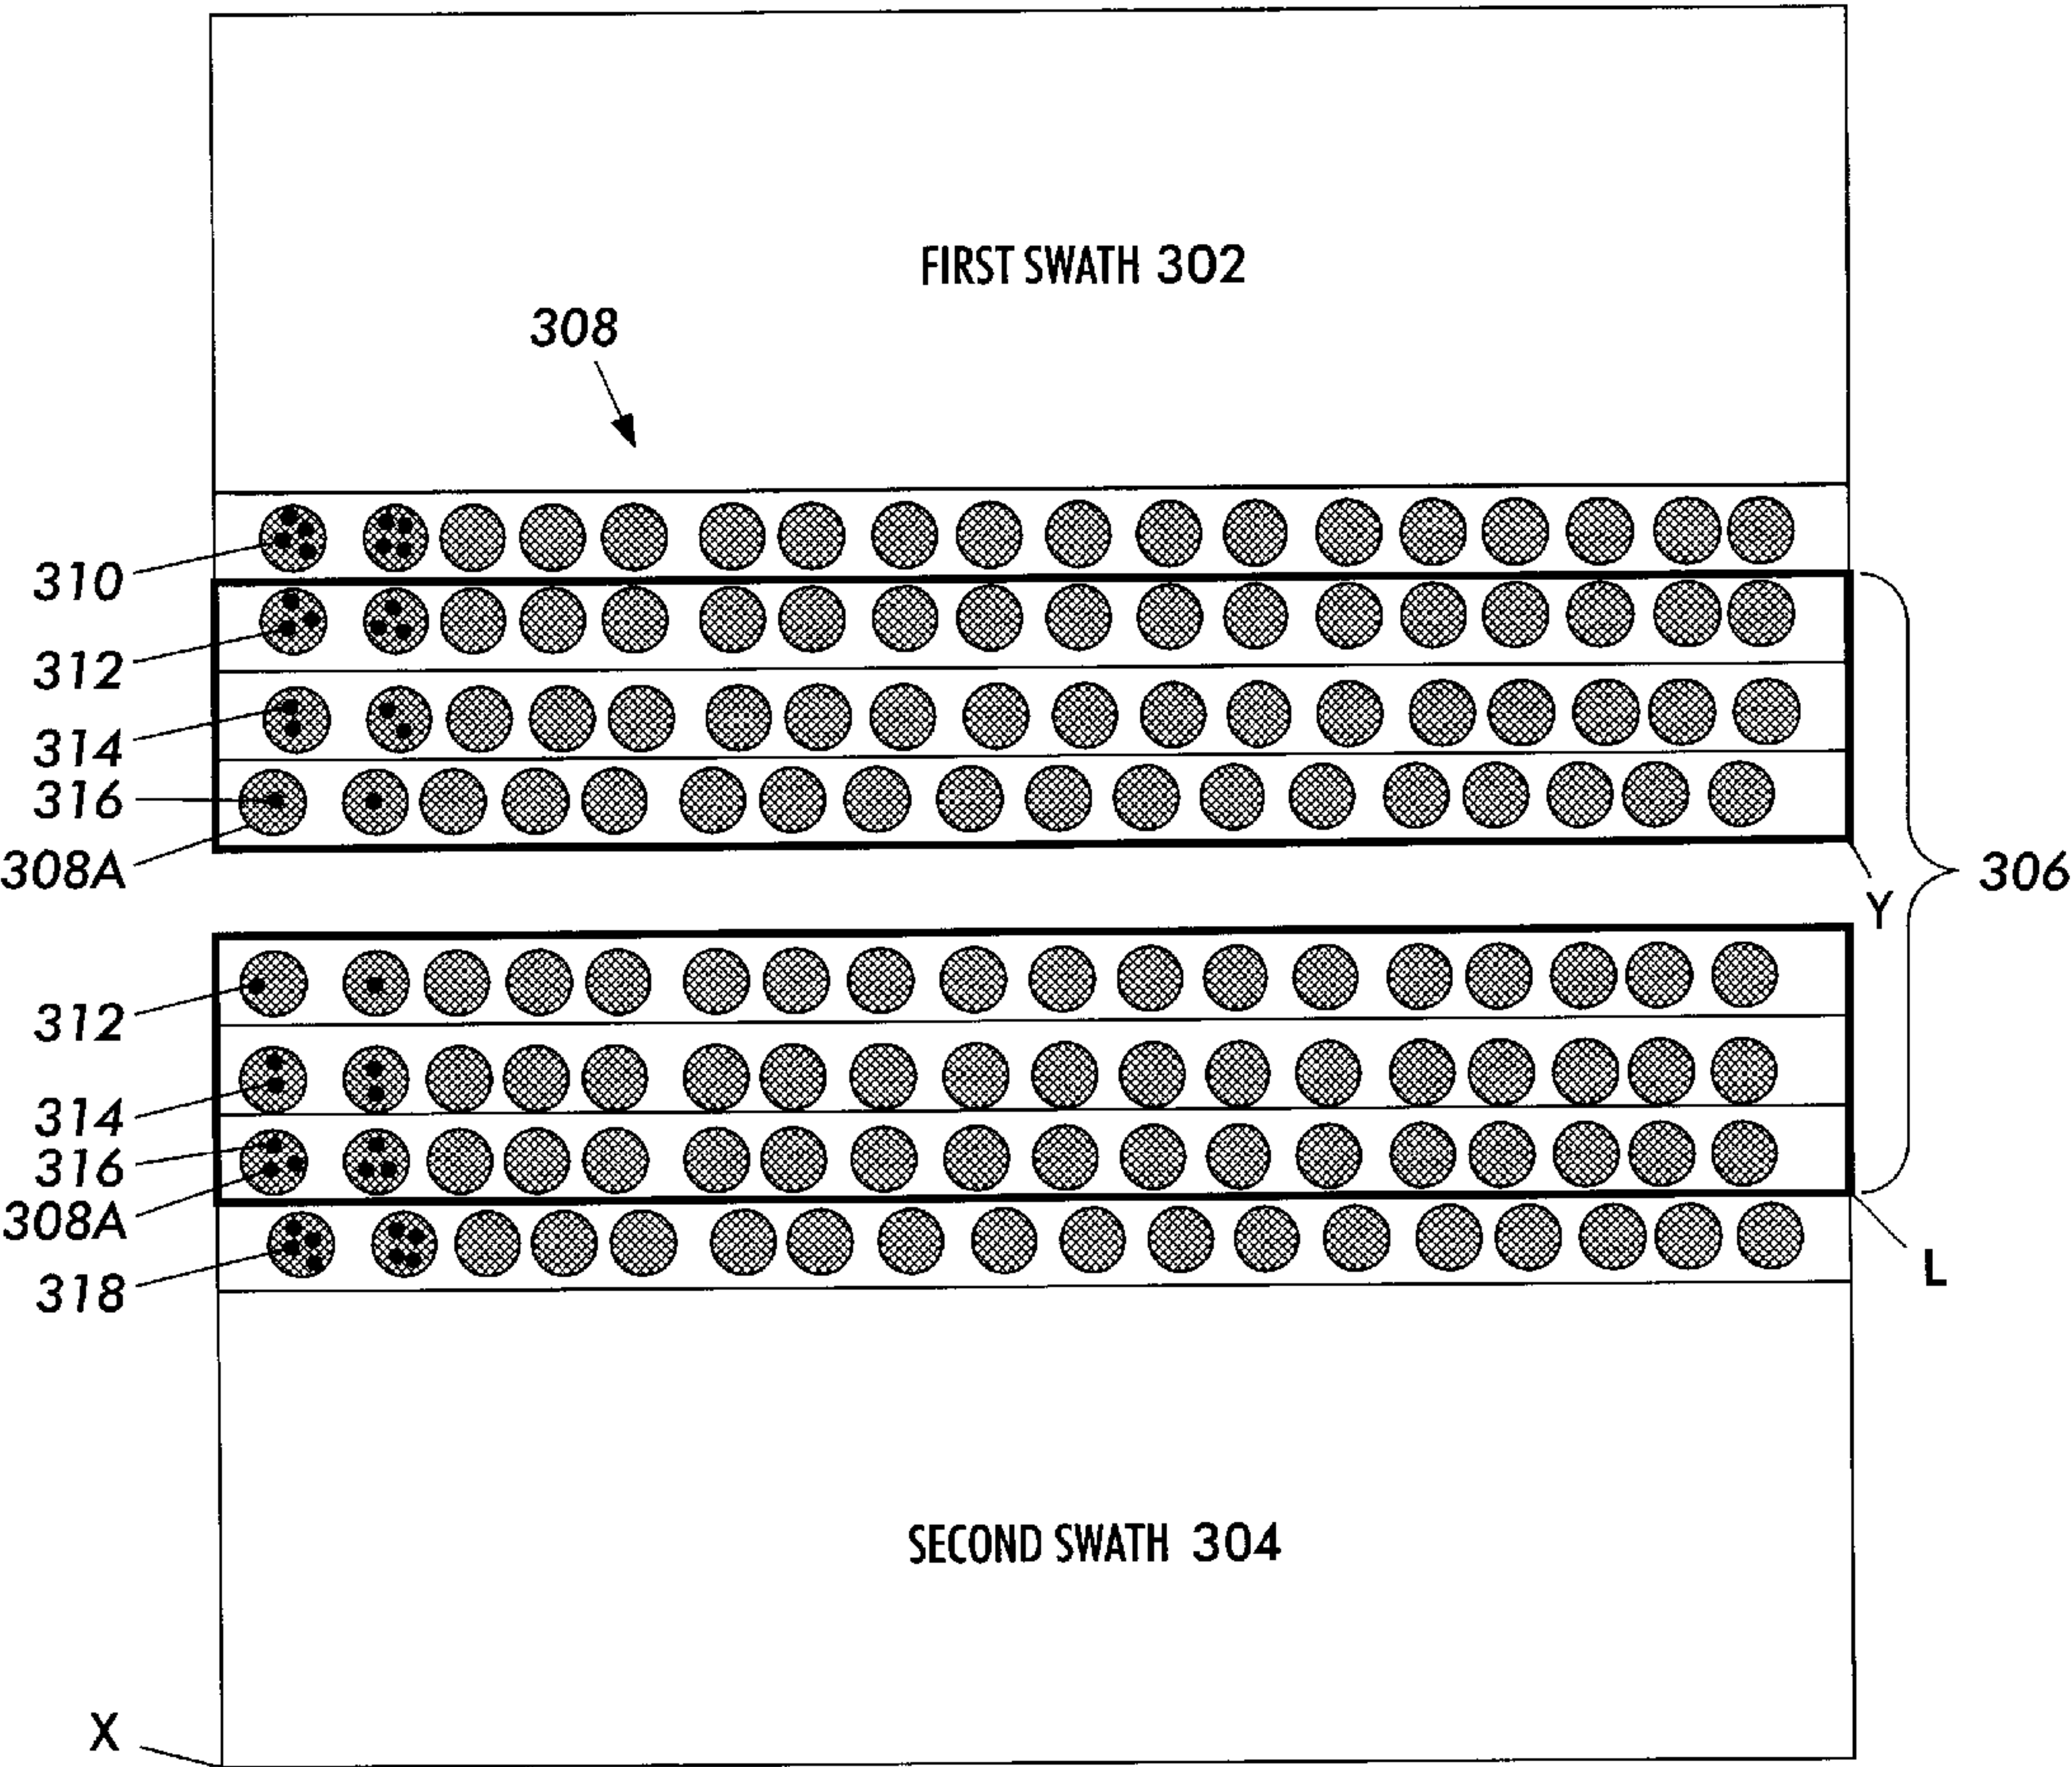 FIRST SWATH 302
308
310
312
314
316
308A
306
Y
312
314
316
308A
318
L
SECOND SWATH 304
X